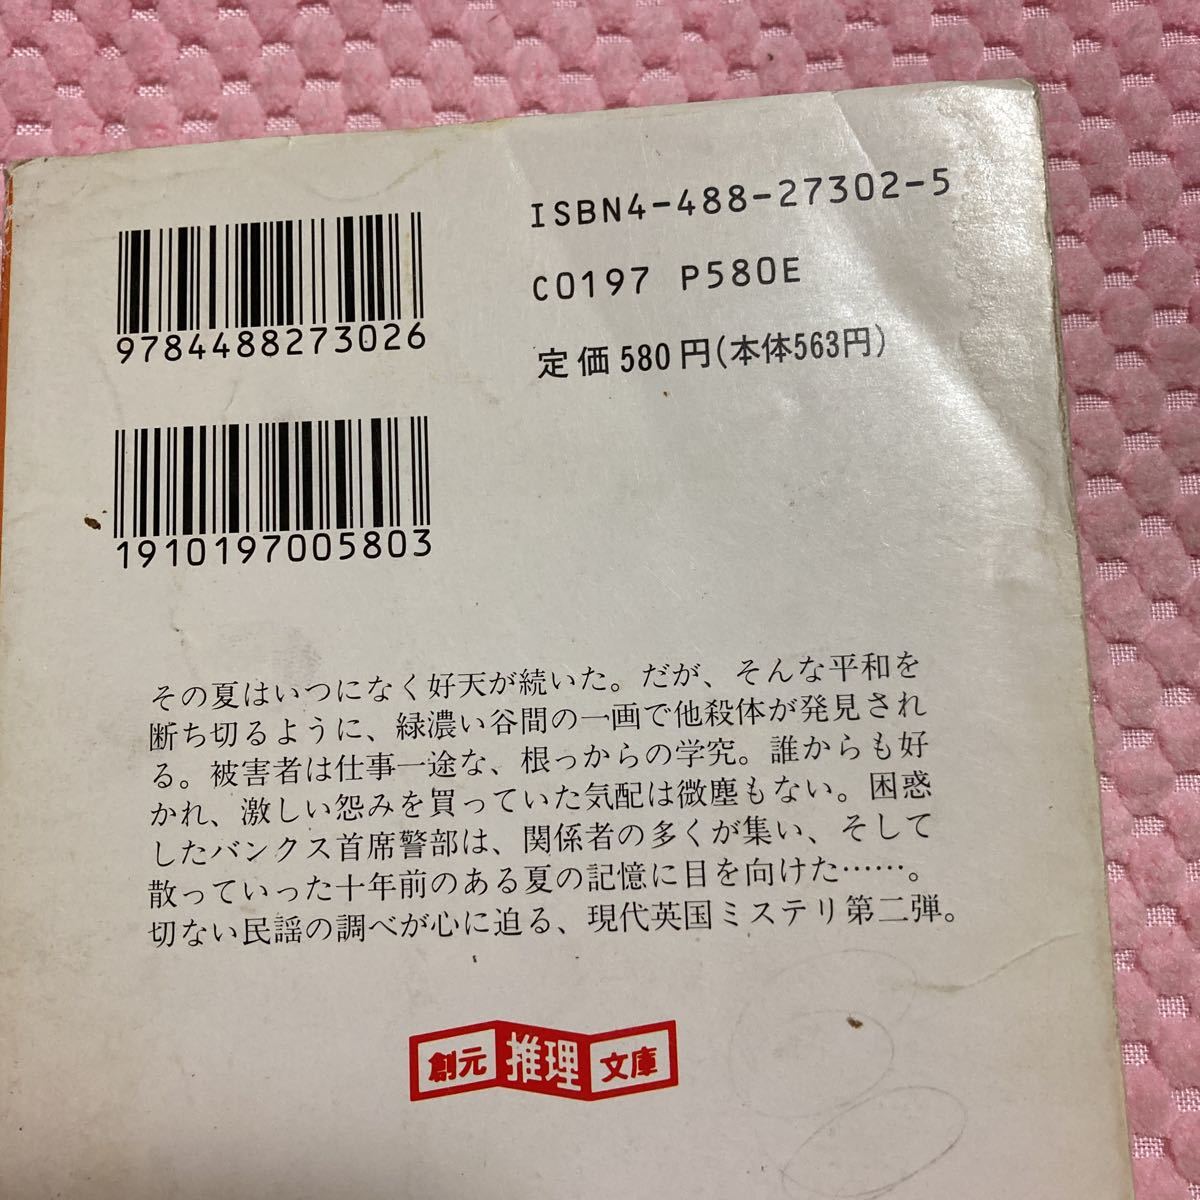 ISBN4-488-27302-5
C0197 P580E
定価580円(本体563円)
9784488273026
1910197005803
その夏はいつになく好天が続いた。だが、そんな平和を
断ち切るように、緑濃い谷間の一画で他殺体が発見され
る。被害者は仕事一途な、根っからの学究。誰からも好
かれ、激しい怨みを買っていた気配は微塵もない。困惑
したバンクス首席警部は、関係者の多くが集い、そして
散っていった十年前のある夏の記憶に目を向けた……。
切ない民謡の調べが心に迫る、現代英国ミステリ第二弾。
創元推理文庫